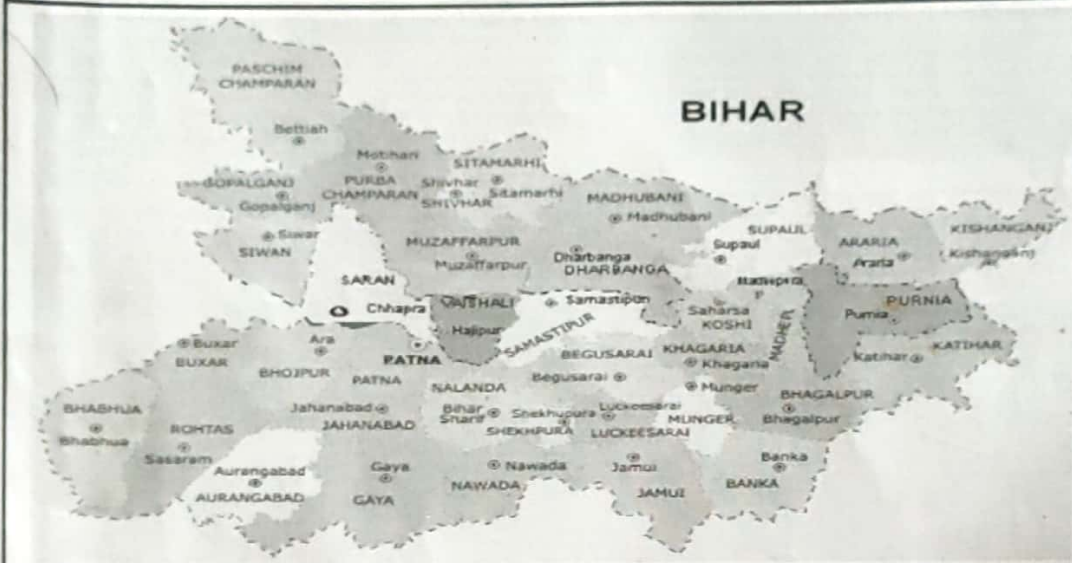 BIHAR
PASCHIM
CHAMPARAN
Bettiah
Motihari
PURBA
CHAMPARAN
SITAMARHI
Sitamarhi
Shivhar
SHIVHAR
GOPALGANJ
Gopalganj
MADHUBANI
Madhubani
Siwan
SIWAN
MUZAFFARPUR
Muzaffarpur
Dharbanga
DHARBANGA
SUPAUL
Supaul
ARARIA
Araria
KISHANGANJ
Kishanganj
SARAN
Chhapra
VAISHALI
Hajipur
Samastipur
SAMASTIPUR
Saharsa
KOSHI
PURNIA
Purnia
Buxar
BUXAR
Ara
BHOJPUR
PATNA
PATNA
BEGUSARAI
Begusarai
KHAGARIA
Khagaria
Katihar
KATIHAR
NALANDA
Bihar
Sharif
Munger
MUNGER
BHAGALPUR
Bhagalpur
BHABHUA
Bhabhua
ROHTAS
Sasaram
Jahanabad
JAHANABAD
Shekhupura
SHEKHPURA
Luckeesarai
LUCKEESARAI
Aurangabad
AURANGABAD
Gaya
GAYA
Nawada
NAWADA
Jamui
JAMUI
Banka
BANKA